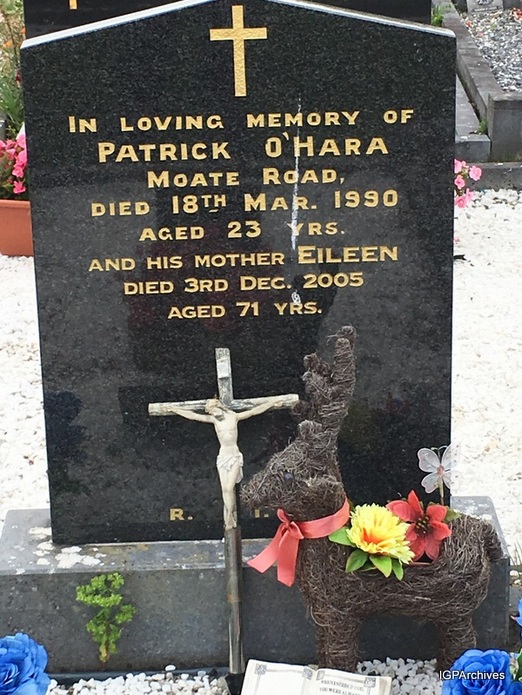 IN LOVING MEMORY OF
PATRICK O'HARA
MOATE ROAD,
DIED 18TH MAR. 1990
AGED 23 YRS.
AND HIS MOTHER EILEEN
DIED 3RD DEC. 2005
AGED 71 YRS.
R.
IGPArchives